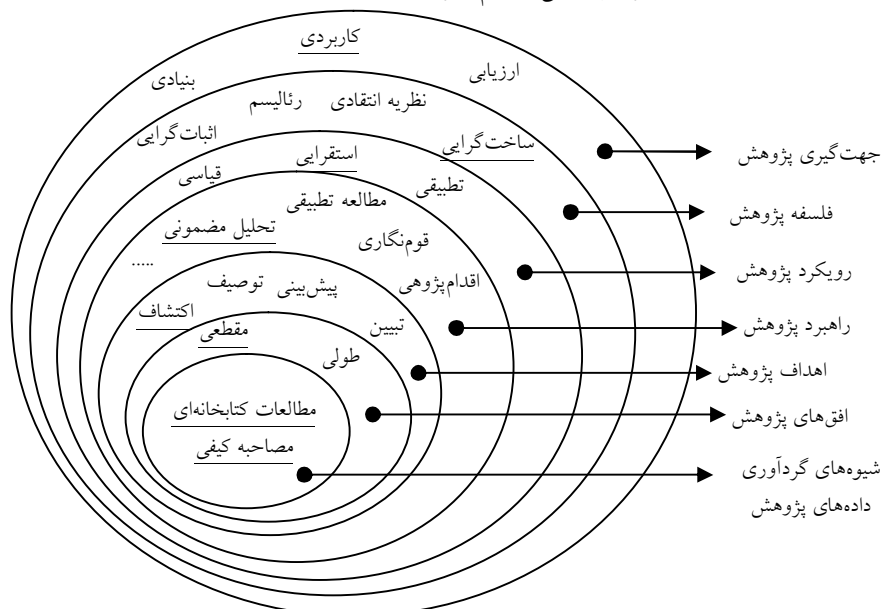 کاربردی
ارزیابی
بنیادی
نظریه انتقادی
رئالیسم
اثبات‌گرایی
ساخت‌گرایی
استقرایی
قیاسی
تطبیقی
مطالعه تطبیقی
تحلیل مضمونی
قوم‌نگاری
.....
اقدام‌پژوهی
توصیف
پیش‌بینی
اکتشاف
تبیین
مقطعی
طولی
مطالعات کتابخانه‌ای
مصاحبه کیفی
جهت‌گیری پژوهش
فلسفه پژوهش
رویکرد پژوهش
راهبرد پژوهش
اهداف پژوهش
افق‌های پژوهش
شیوه‌های گردآوری
داده‌های پژوهش